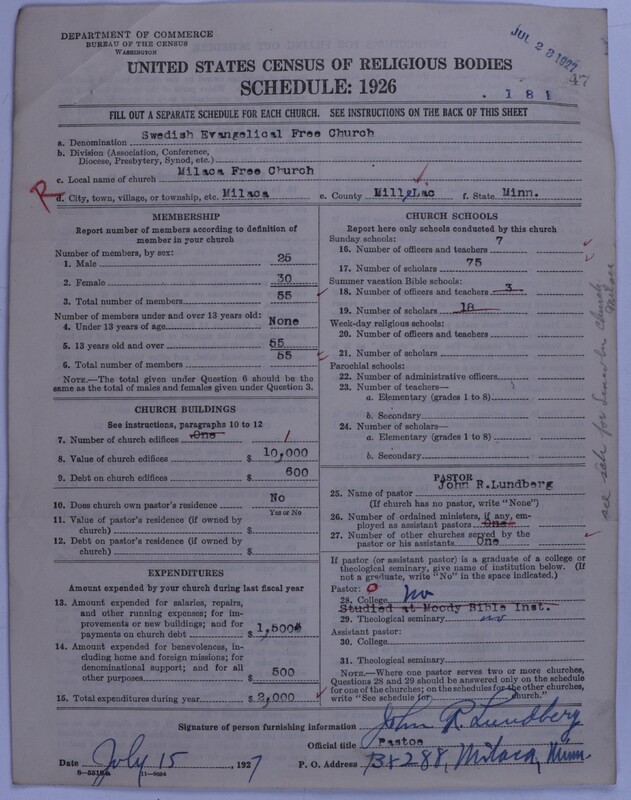 DEPARTMENT OF COMMERCE
BUREAU OF THE CENSUS
WASHINGTON
JUL 23 1927
47
UNITED STATES CENSUS OF RELIGIOUS BODIES
SCHEDULE: 1926
. 181
FILL OUT A SEPARATE SCHEDULE FOR EACH CHURCH. SEE INSTRUCTIONS ON THE BACK OF THIS SHEET
a. Denomination Swedish Evangelical Free Church
b. Division (Association, Conference,
Diocese, Presbytery, Synod, etc.)
c. Local name of church Milaca Free Church
R
d. City, town, village, or township, etc. Milaca e. County Mille Lac f. State Minn.
MEMBERSHIP
Report number of members according to definition of
member in your church
Number of members, by sex:
1. Male 25
2. Female 30
3. Total number of members 55
Number of members under and over 13 years old:
4. Under 13 years of age None
5. 13 years old and over 55
6. Total number of members 55
NOTE.—The total given under Question 6 should be the
same as the total of males and females given under Question 3.
CHURCH BUILDINGS
See instructions, paragraphs 10 to 12
7. Number of church edifices One 1
8. Value of church edifices $ 10,000
9. Debt on church edifices $ 600
10. Does church own pastor's residence No
Yes or No
11. Value of pastor's residence (if owned by
church) $
12. Debt on pastor's residence (if owned by
church) $
EXPENDITURES
Amount expended by your church during last fiscal year
13. Amount expended for salaries, repairs,
and other running expenses; for im-
provements or new buildings; and for
payments on church debt $ 1,500
14. Amount expended for benevolences, in-
cluding home and foreign missions; for
denominational support; and for all
other purposes $ 500
15. Total expenditures during year $ 2,000
CHURCH SCHOOLS
Report here only schools conducted by this church
Sunday schools:
16. Number of officers and teachers 7
17. Number of scholars 75
Summer vacation Bible schools:
18. Number of officers and teachers 3
19. Number of scholars 18
Week-day religious schools:
20. Number of officers and teachers
21. Number of scholars
Parochial schools:
22. Number of administrative officers
23. Number of teachers—
a. Elementary (grades 1 to 8)
b. Secondary
24. Number of scholars—
a. Elementary (grades 1 to 8)
b. Secondary
PASTOR
25. Name of pastor John R.Lundberg
(If church has no pastor, write "None")
26. Number of ordained ministers, if any, em-
ployed as assistant pastors One
27. Number of other churches served by the
pastor or his assistants One
If pastor (or assistant pastor) is a graduate of a college or
theological seminary, give name of institution below. (If
not a graduate, write "No" in the space indicated.)
Pastor: 0
28. College No
Studied at Moody Bible Inst.
29. Theological seminary no
Assistant pastor:
30. College
31. Theological seminary
NOTE.—Where one pastor serves two or more churches,
Questions 28 and 29 should be answered only on the schedule
for one of the churches; on the schedules for the other churches,
write "See schedule for church."
see sch for
church
Milaca
Signature of person furnishing information John R. Lundberg
Official title Pastoe
Date July 15, 1927 P. O. Address Bx 288, Milaca, Minn
8-5519a 11-9684